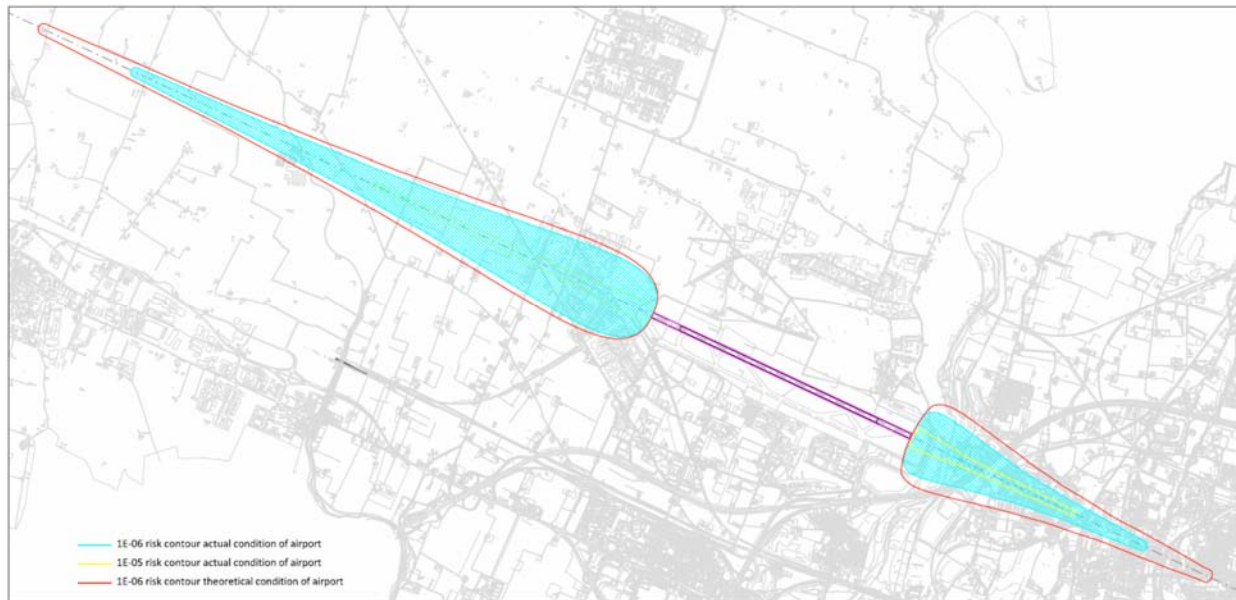 1E-06 risk contour actual condition of airport
1E-05 risk contour actual condition of airport
1E-06 risk contour theoretical condition of airport